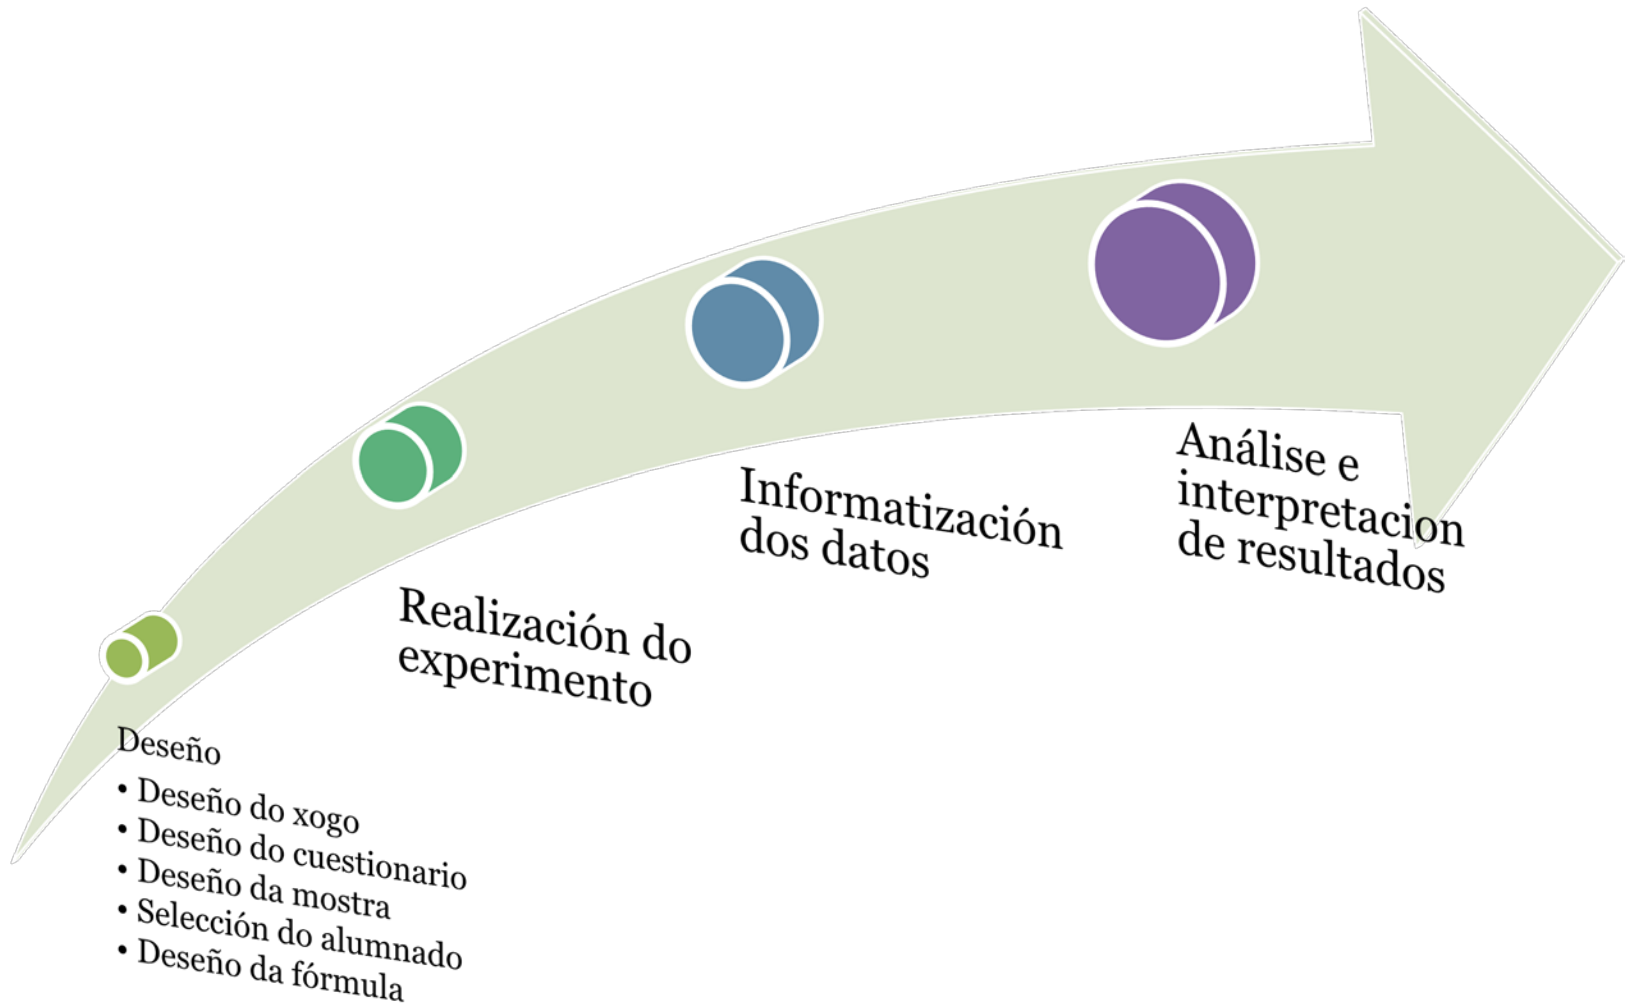 Deseño
• Deseño do xogo
• Deseño do cuestionario
• Deseño da mostra
• Selección do alumnado
• Deseño da fórmula
Realización do
experimento
Informatización
dos datos
Análise e
interpretacion
de resultados